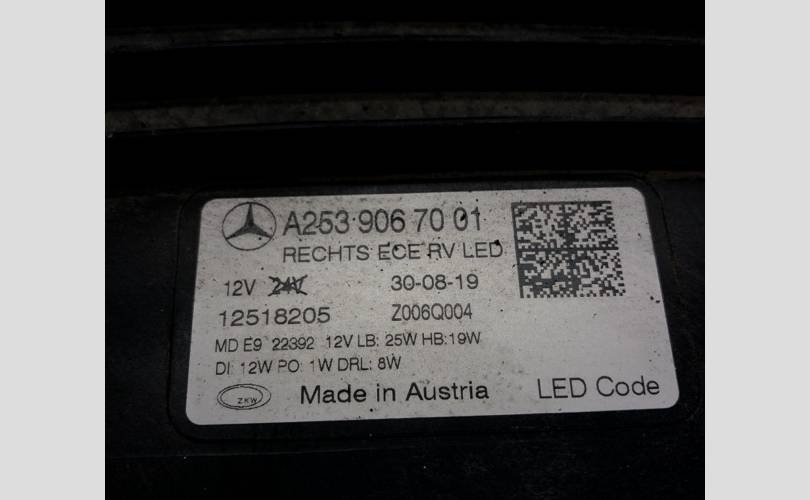 A253 906 70 01
RECHTS ECE RV LED
12V 24V 30-08-19
12518205 Z006Q004
MD E9 22392 12V LB: 25W HB: 19W
DI: 12W PO: 1W DRL: 8W
ZKW Made in Austria LED Code